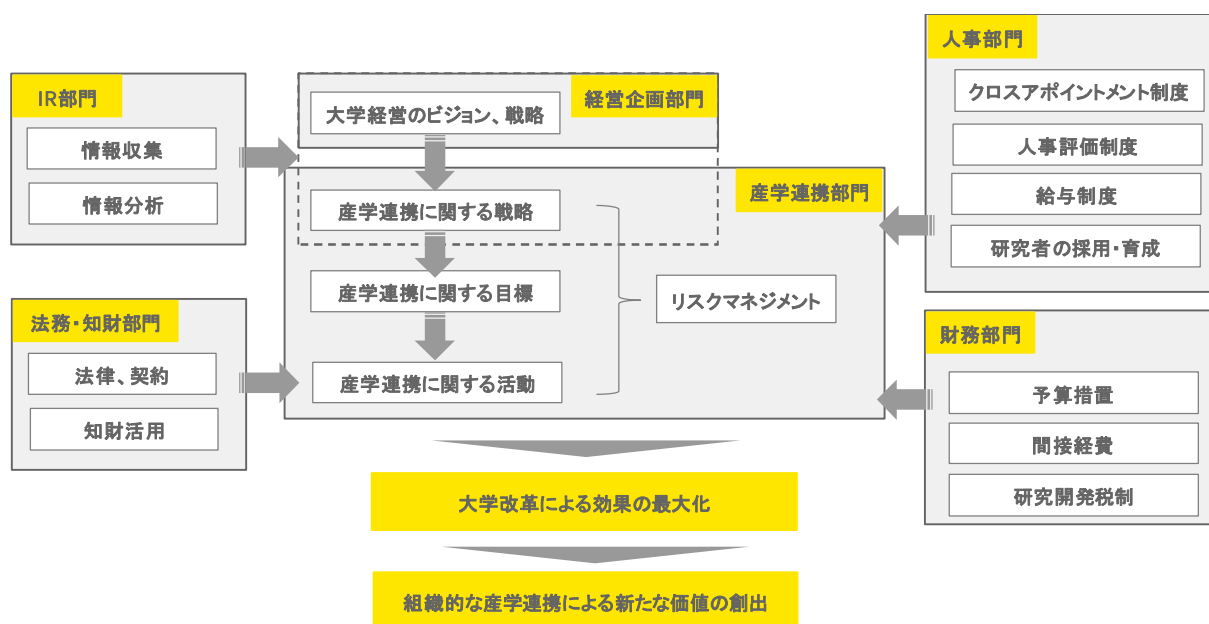 IR部門
情報収集
情報分析
法務・知財部門
法律、契約
知財活用
経営企画部門
大学経営のビジョン、戦略
産学連携部門
産学連携に関する戦略
産学連携に関する目標
産学連携に関する活動
リスクマネジメント
人事部門
クロスアポイントメント制度
人事評価制度
給与制度
研究者の採用・育成
財務部門
予算措置
間接経費
研究開発税制
大学改革による効果の最大化
組織的な産学連携による新たな価値の創出